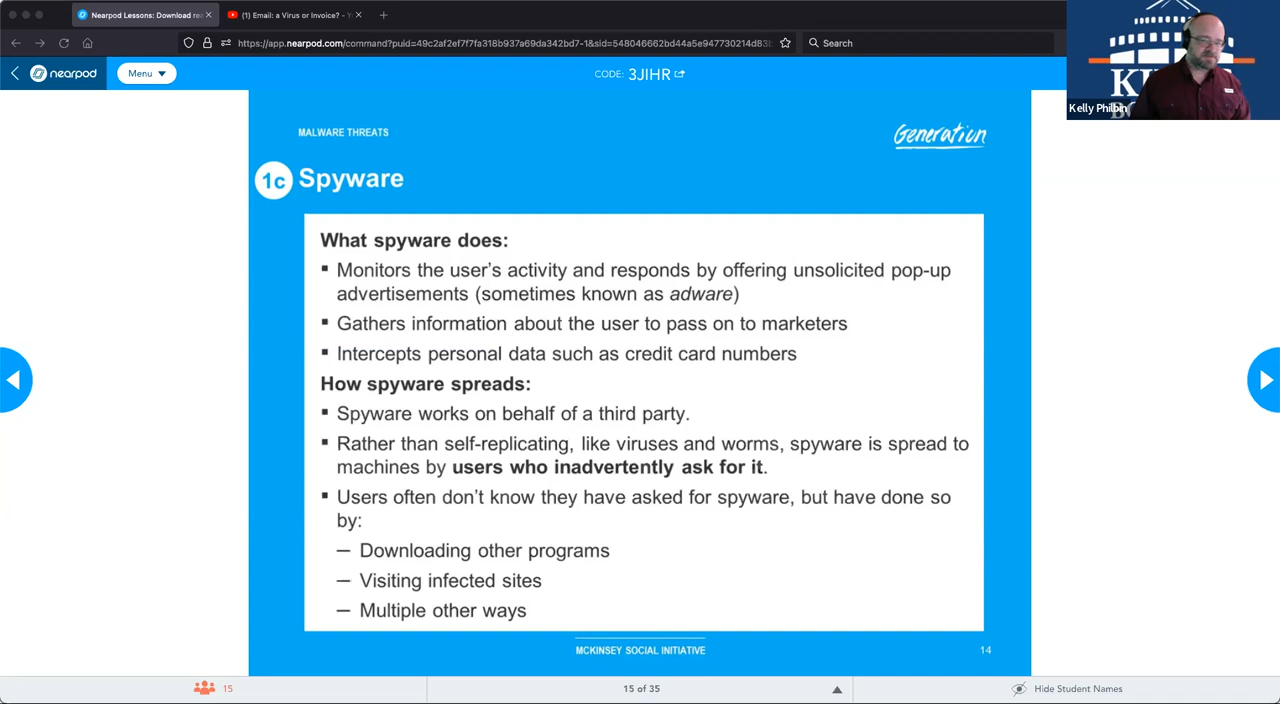 Nearpod Lessons: Download rea
(1) Email: a Virus or Invoice? - Y
https://app.nearpod.com/command?puid=49c2af2ef7f7fa318b937a69da342bd7-1&sid=548046662bd44a5e947730214d83
Search
nearpod
Menu
CODE: 3JIHR
Kelly Philbin
MALWARE THREATS
Generation
1c Spyware
What spyware does:
▪ Monitors the user’s activity and responds by offering unsolicited pop-up
advertisements (sometimes known as adware)
▪ Gathers information about the user to pass on to marketers
▪ Intercepts personal data such as credit card numbers
How spyware spreads:
▪ Spyware works on behalf of a third party.
▪ Rather than self-replicating, like viruses and worms, spyware is spread to
machines by users who inadvertently ask for it.
▪ Users often don’t know they have asked for spyware, but have done so
by:
– Downloading other programs
– Visiting infected sites
– Multiple other ways
MCKINSEY SOCIAL INITIATIVE
14
15
15 of 35
Hide Student Names